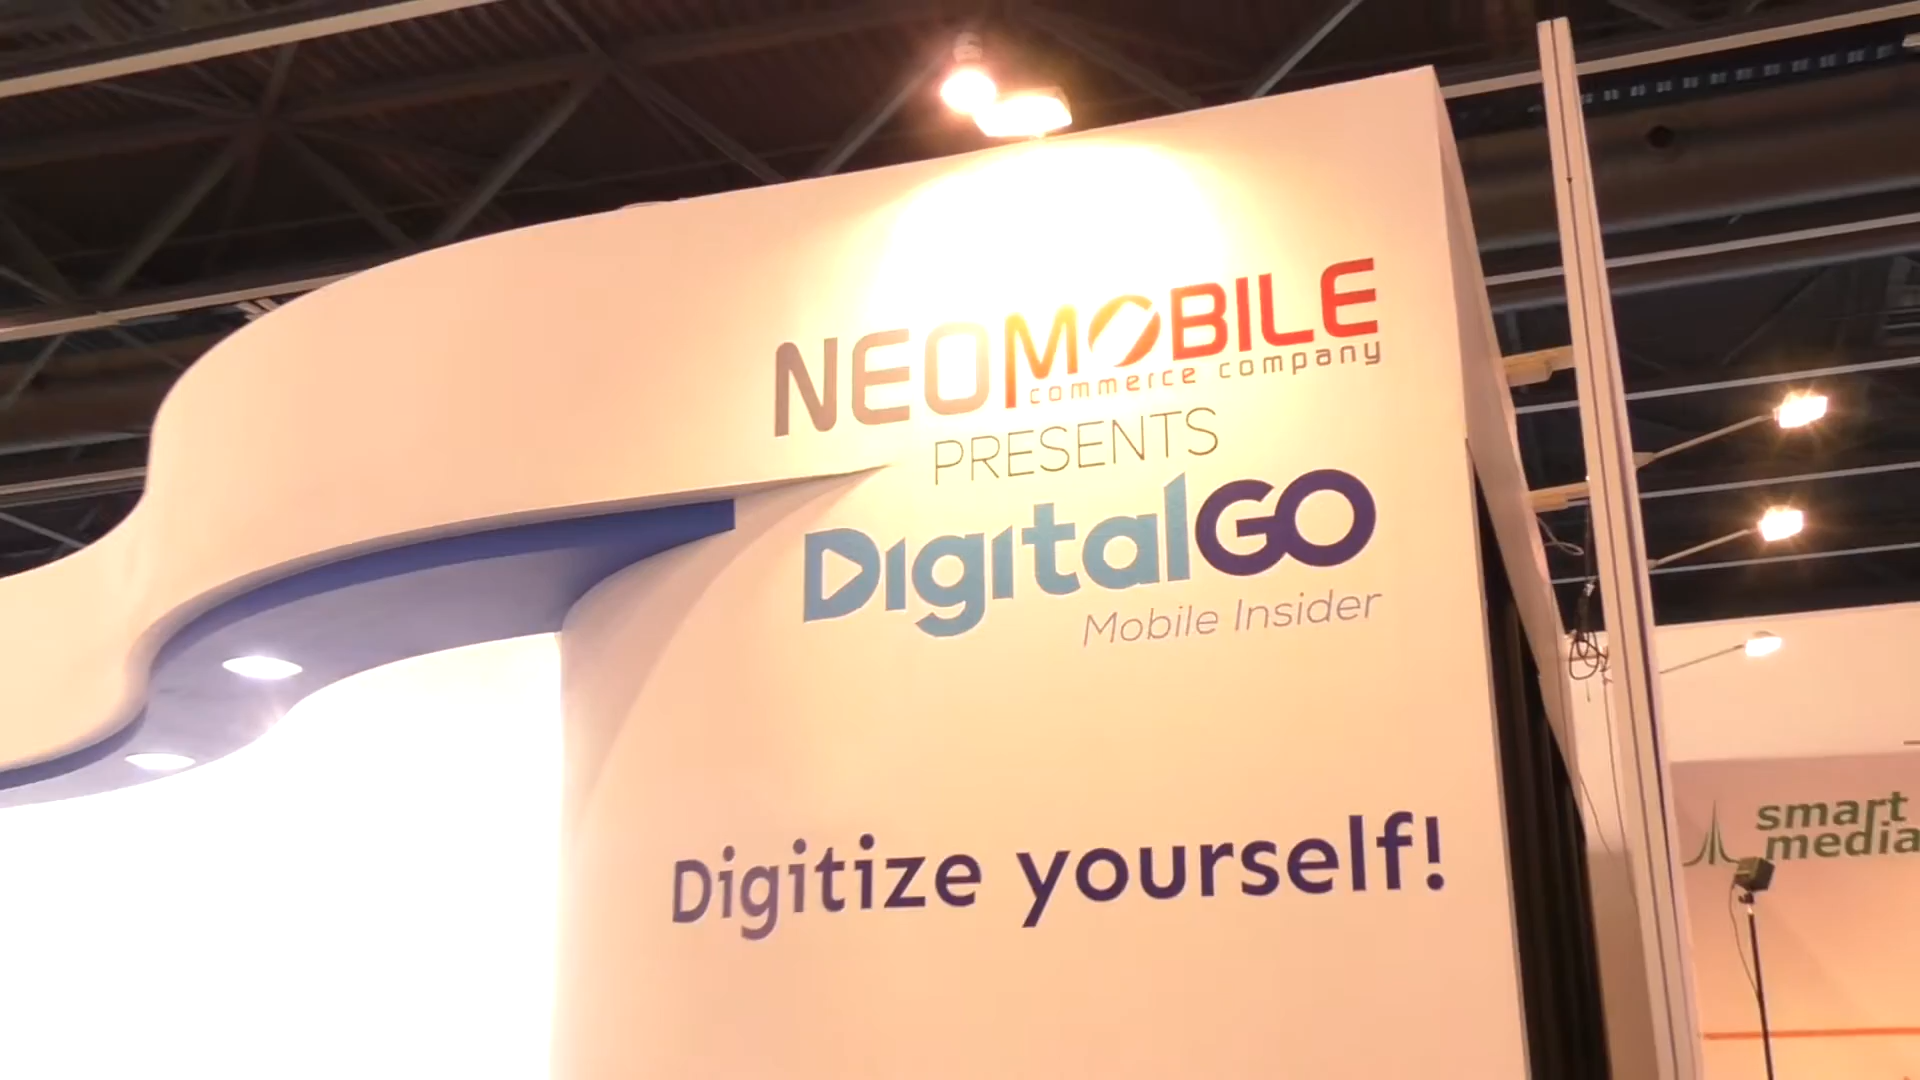 NEOMOBILE
commerce company
PRESENTS
DigitalGO
Mobile Insider
Digitize yourself!
smart
media